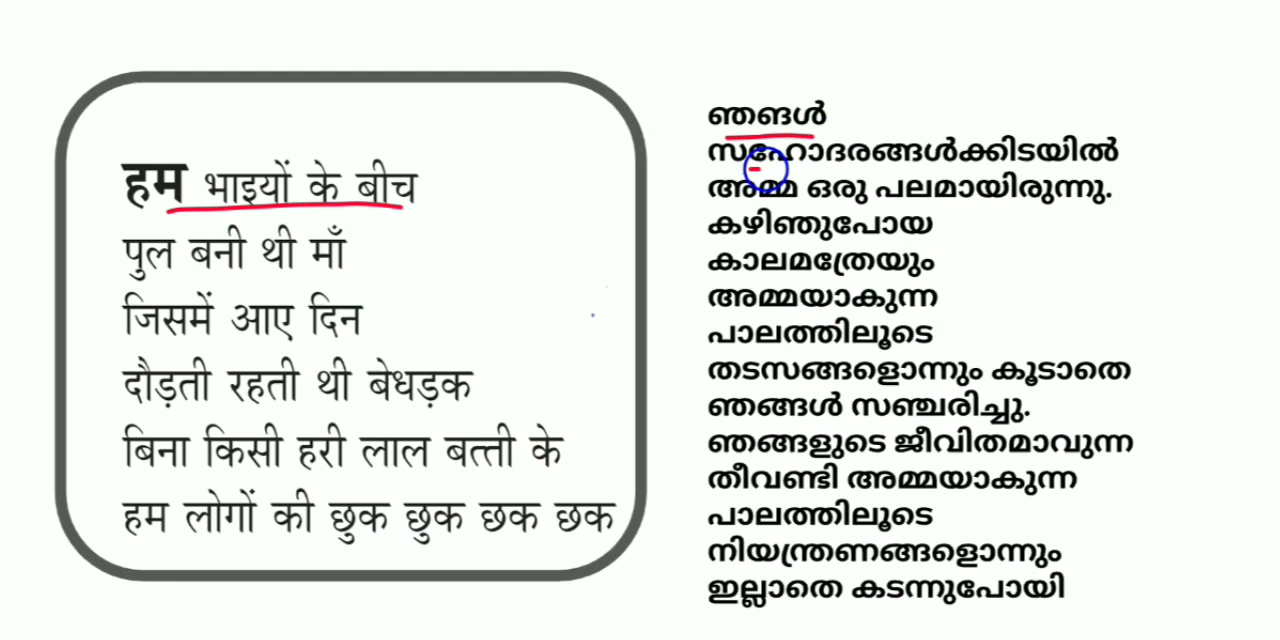 हम भाइयों के बीच
पुल बनी थी माँ
जिसमें आए दिन
दौड़ती रहती थी बेधड़क
बिना किसी हरी लाल बत्ती के
हम लोगों की छुक छुक छक छक
ഞങൾ
സഹോദരങ്ങൾക്കിടയിൽ
അമ്മ ഒരു പലമായിരുന്നു.
കഴിഞ്ഞുപോയ
കാലമത്രേയും
അമ്മയാകുന്ന
പാലത്തിലൂടെ
തടസങ്ങളൊന്നും കൂടാതെ
ഞങ്ങൾ സഞ്ചരിച്ചു.
ഞങ്ങളുടെ ജീവിതമാവുന്ന
തീവണ്ടി അമ്മയാകുന്ന
പാലത്തിലൂടെ
നിയന്ത്രണങ്ങളൊന്നും
ഇല്ലാതെ കടന്നുപോയി